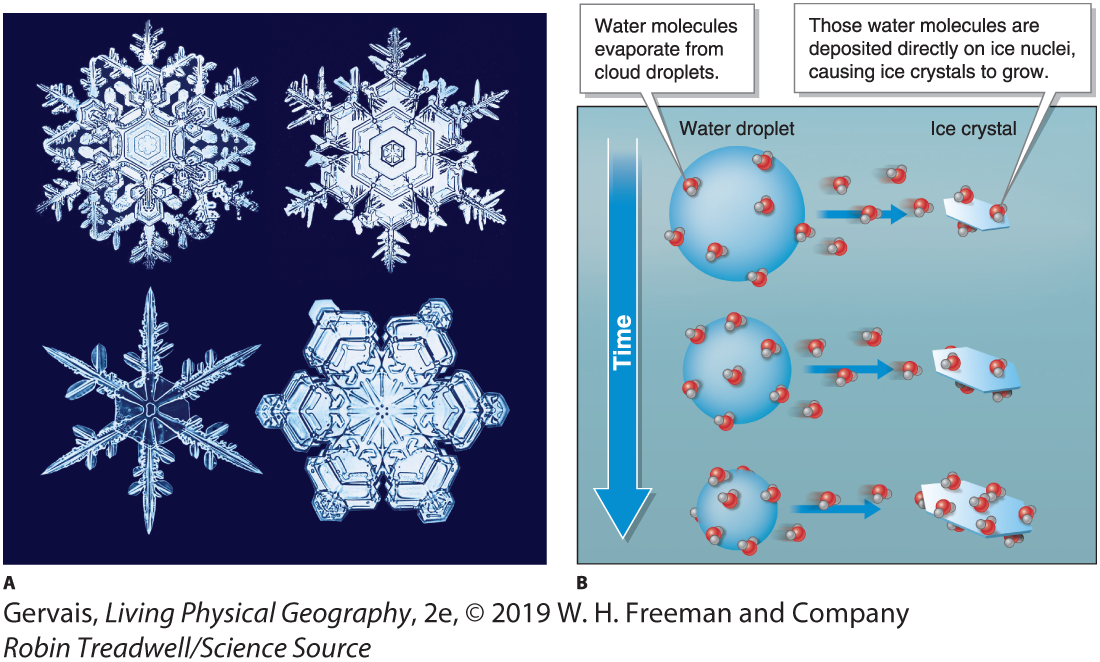 Water molecules
evaporate from
cloud droplets.
Those water molecules are
deposited directly on ice nuclei,
causing ice crystals to grow.
Water droplet
Ice crystal
Time
A
B
Gervais, Living Physical Geography, 2e, © 2019 W. H. Freeman and Company
Robin Treadwell/Science Source